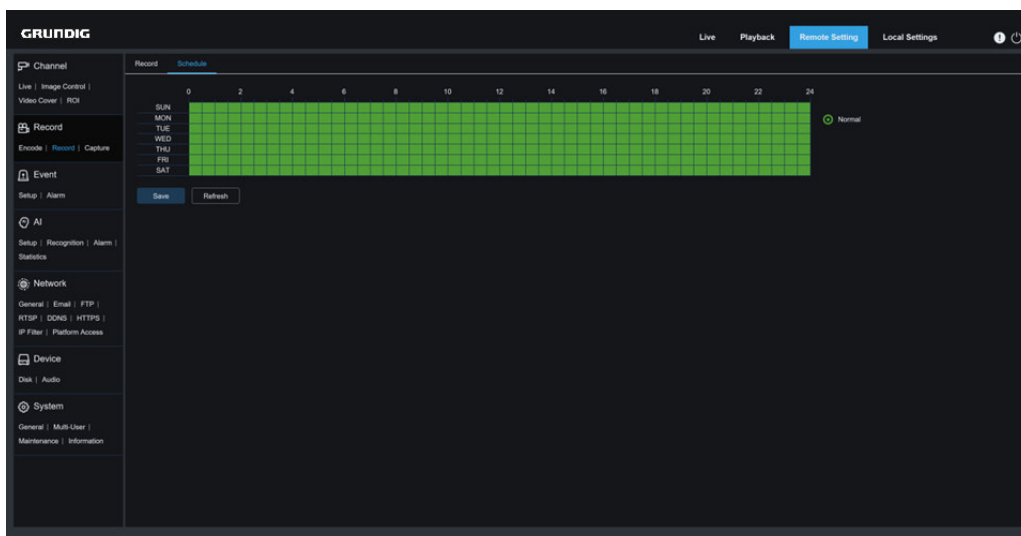 GRUNDIG
Live Playback Remote Setting Local Settings
Channel
Live | Image Control |
Video Cover | ROI
Record
Encode | Record | Capture
Event
Setup | Alarm
AI
Setup | Recognition | Alarm |
Statistics
Network
General | Email | FTP |
RTSP | DDNS | HTTPS |
IP Filter | Platform Access
Device
Disk | Audio
System
General | Multi-User |
Maintenance | Information
Record Schedule
0 2 4 6 8 10 12 14 16 18 20 22 24
SUN
MON
TUE
WED
THU
FRI
SAT
Normal
Save Refresh